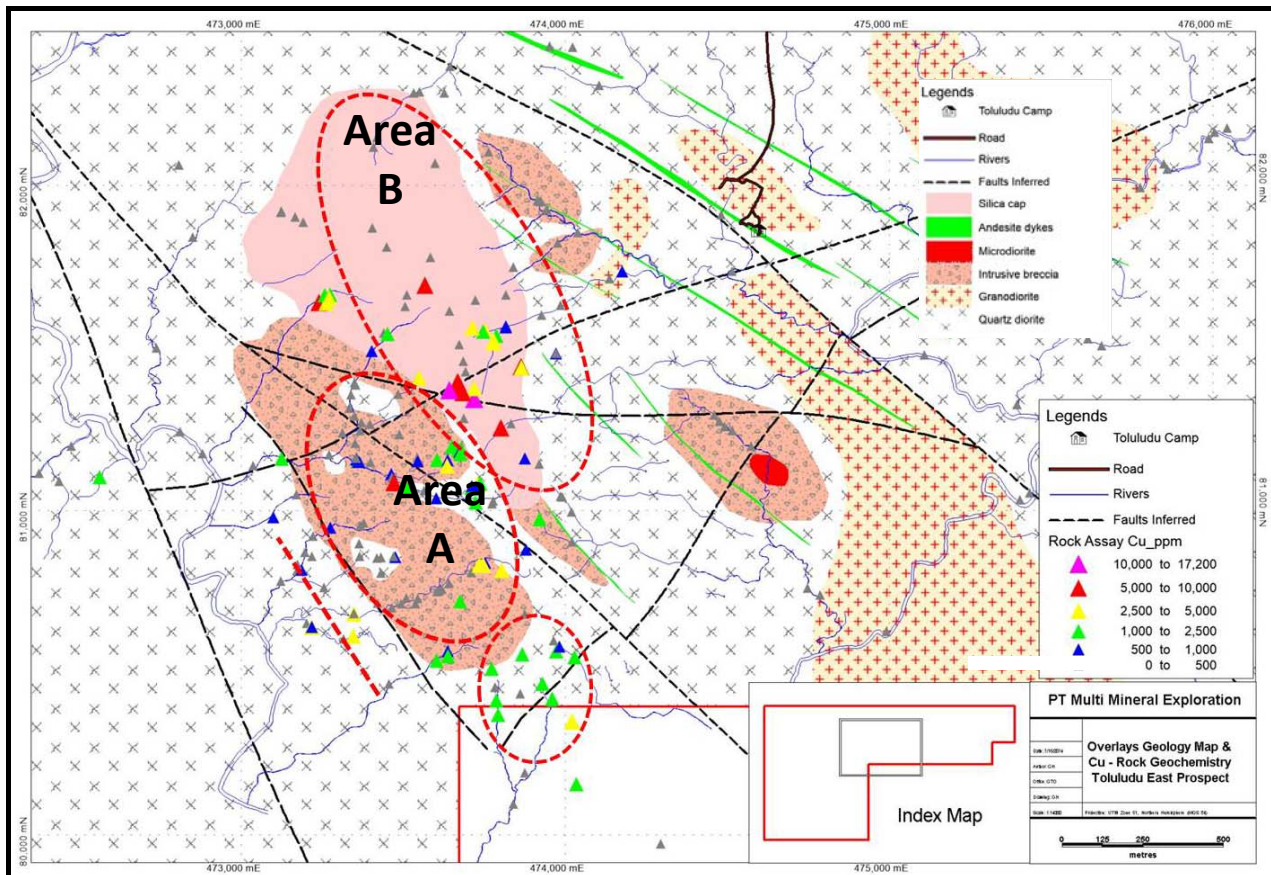 473,000 mE
474,000 mE
475,000 mE
476,000 mE
82,000 mN
81,000 mN
80,000 mN
82,000 mN
81,000 mN
Area
B
Area
A
Legends
Toluludu Camp
Road
Rivers
Faults Inferred
Silica cap
Andesite dykes
Microdiorite
Intrusive breccia
Granodiorite
Quartz diorite
Legends
Toluludu Camp
Road
Rivers
Faults Inferred
Rock Assay Cu_ppm
10,000 to 17,200
5,000 to 10,000
2,500 to 5,000
1,000 to 2,500
500 to 1,000
0 to 500
Index Map
PT Multi Mineral Exploration
Overlays Geology Map &
Cu - Rock Geochemistry
Toluludu East Prospect
0 125 250 500
metres
473,000 mE
474,000 mE
475,000 mE